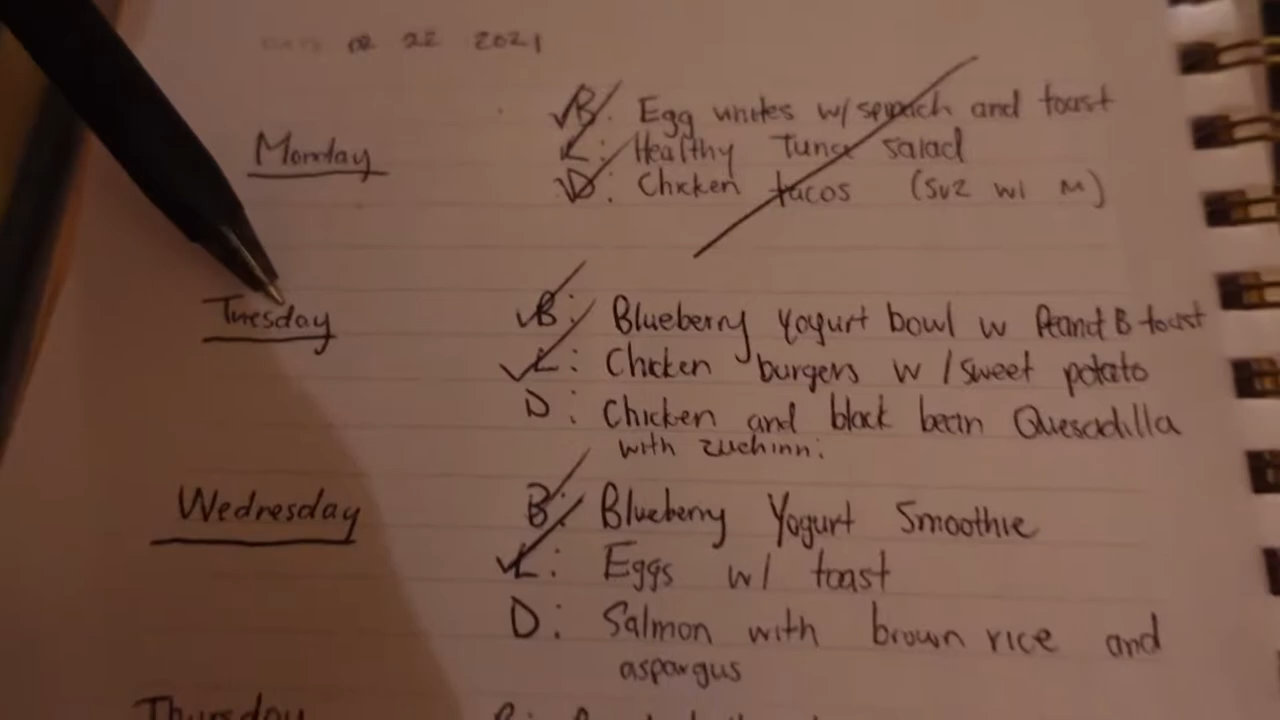 02 22 2021
Monday
B: Egg whites w/ spinach and toast
L: Healthy Tuna salad
D: Chicken tacos (Suz w/ M)
Tuesday
B: Blueberry Yogurt bowl w Peanut B toast
L: Chicken burgers w / sweet potato
D: Chicken and black bean Quesadilla
with zuchinni
Wednesday
B: Blueberry Yogurt Smoothie
L: Eggs w/ toast
D: Salmon with brown rice and
aspargus
Thursday